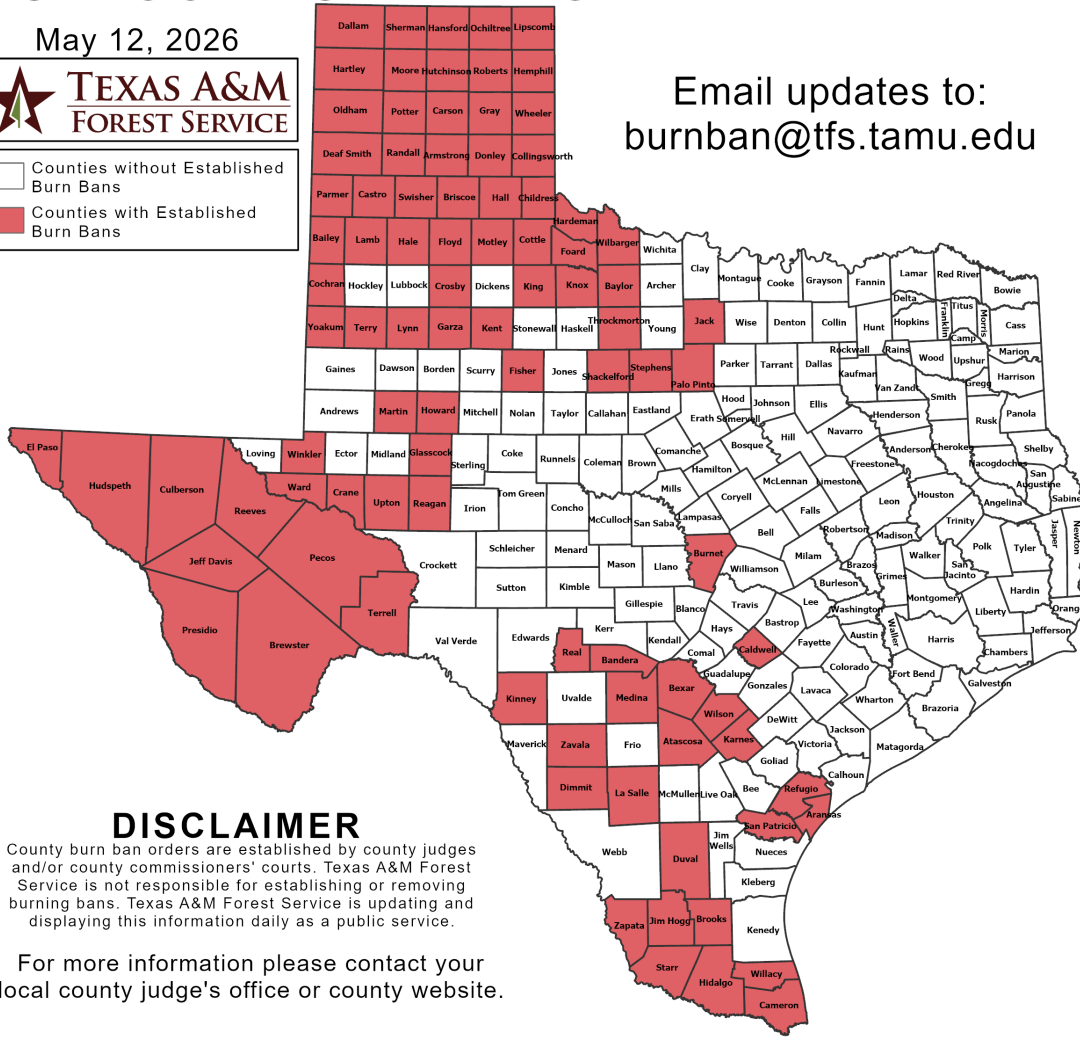 May 12, 2026
TEXAS A&M
FOREST SERVICE
Counties without Established
Burn Bans
Counties with Established
Burn Bans
Email updates to:
burnban@tfs.tamu.edu
Dallam Sherman Hansford Ochiltree Lipscomb
Hartley Moore Hutchinson Roberts Hemphill
Oldham Potter Carson Gray Wheeler
Deaf Smith Randall Armstrong Donley Collingsworth
Parmer Castro Swisher Briscoe Hall Childress
Hardeman
Bailey Lamb Hale Floyd Motley Cottle Foard Wilbarger Wichita
Clay Montague Cooke Grayson Fannin Lamar Red River Bowie
Cochran Hockley Lubbock Crosby Dickens King Knox Baylor Archer
Delta Titus Franklin Morris
Yoakum Terry Lynn Garza Kent Stonewall Haskell Throckmorton Young Jack Wise Denton Collin Hunt Hopkins Camp Cass
Rockwall Rains Wood Upshur Marion
Gaines Dawson Borden Scurry Fisher Jones Shackelford Stephens Palo Pinto Parker Tarrant Dallas Kaufman Van Zandt Gregg Harrison
Andrews Martin Howard Mitchell Nolan Taylor Callahan Eastland Erath Hood Somervell Johnson Ellis Henderson Smith Rusk Panola
El Paso Loving Winkler Ector Midland Glasscock Sterling Coke Runnels Coleman Brown Comanche Bosque Hill Navarro Anderson Cherokee Shelby
Hamilton Freestone Nacogdoches San
Augustine
Hudspeth Culberson Reeves Ward Crane Upton Reagan Irion Tom Green Concho Mills Coryell McLennan Limestone Leon Houston Angelina Sabine
McCulloch San Saba Lampasas Bell Falls Robertson Madison Trinity Jasper Newton
Jeff Davis Pecos Crockett Schleicher Menard Mason Llano Burnet Williamson Milam Brazos Grimes Walker San
Jacinto
Polk Tyler
Terrell Sutton Kimble Gillespie Blanco Travis Lee Burleson Washington Montgomery Liberty Hardin Orang
Presidio Brewster Val Verde Edwards Kerr Kendall Hays Bastrop Fayette Austin Waller Harris Jefferson
Real Bandera Comal Caldwell Guadalupe Colorado Fort Bend Chambers Galveston
Kinney Uvalde Medina Bexar Wilson Gonzales Lavaca Wharton Brazoria
Maverick Zavala Frio Atascosa Karnes DeWitt Victoria Jackson Matagorda
Dimmit La Salle McMullen Live Oak Bee Goliad Refugio Calhoun
Aransas
San Patricio
Webb Duval Jim
Wells
Nueces
Kleberg
Zapata Jim Hogg Brooks Kenedy
Starr Hidalgo Willacy
Cameron
DISCLAIMER
County burn ban orders are established by county judges
and/or county commissioners' courts. Texas A&M Forest
Service is not responsible for establishing or removing
burning bans. Texas A&M Forest Service is updating and
displaying this information daily as a public service.
For more information please contact your
local county judge's office or county website.